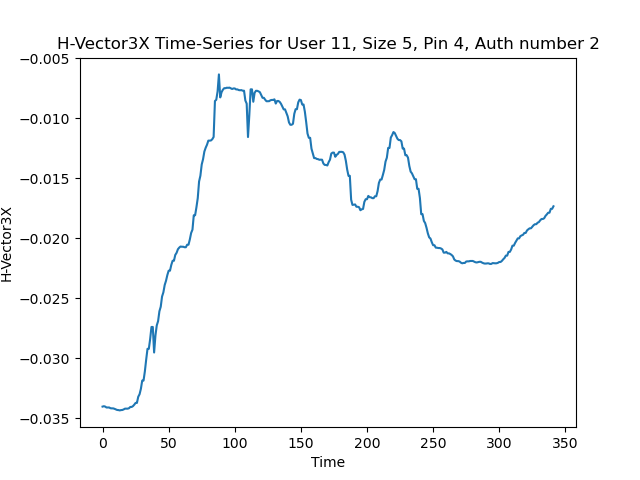 H-Vector3X Time-Series for User 11, Size 5, Pin 4, Auth number 2
H-Vector3X
−0.005
−0.010
−0.015
−0.020
−0.025
−0.030
−0.035
0 50 100 150 200 250 300 350
Time